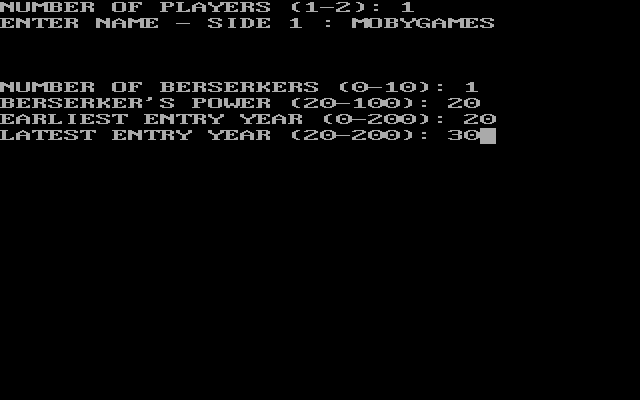 NUMBER OF PLAYERS (1-2): 1
ENTER NAME - SIDE 1 : MOBYGAMES
NUMBER OF BERSERKERS (0-10): 1
BERSERKER'S POWER (20-100): 20
EARLIEST ENTRY YEAR (0-200): 20
LATEST ENTRY YEAR (20-200): 30